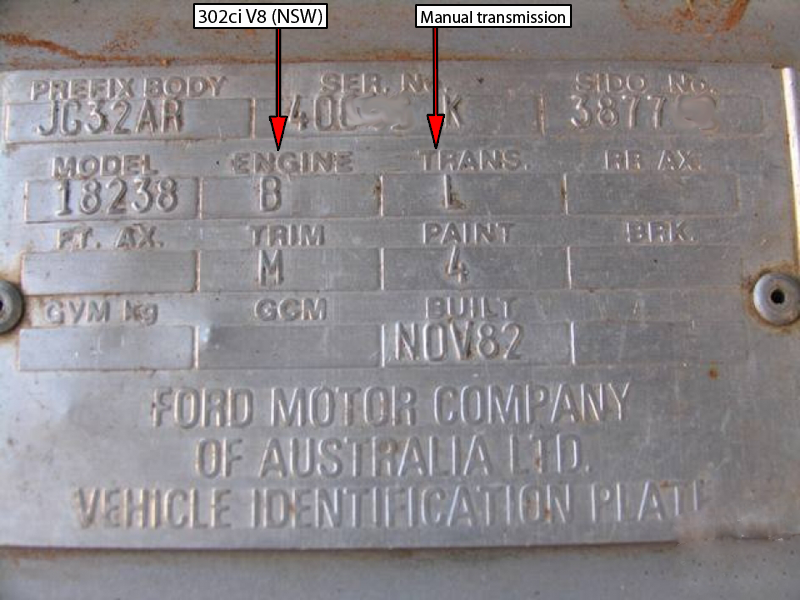 302ci V8 (NSW) Manual transmission
PREFIX BODY SER. No. SIDO No.
JG32AR 400 K 3877
MODEL ENGINE TRANS. RR AX.
18238 B L
FT. AX. TRIM PAINT BRK.
M 4
GVM kg GCM BUILT
NOV82
FORD MOTOR COMPANY
OF AUSTRALIA LTD.
VEHICLE IDENTIFICATION PLATE